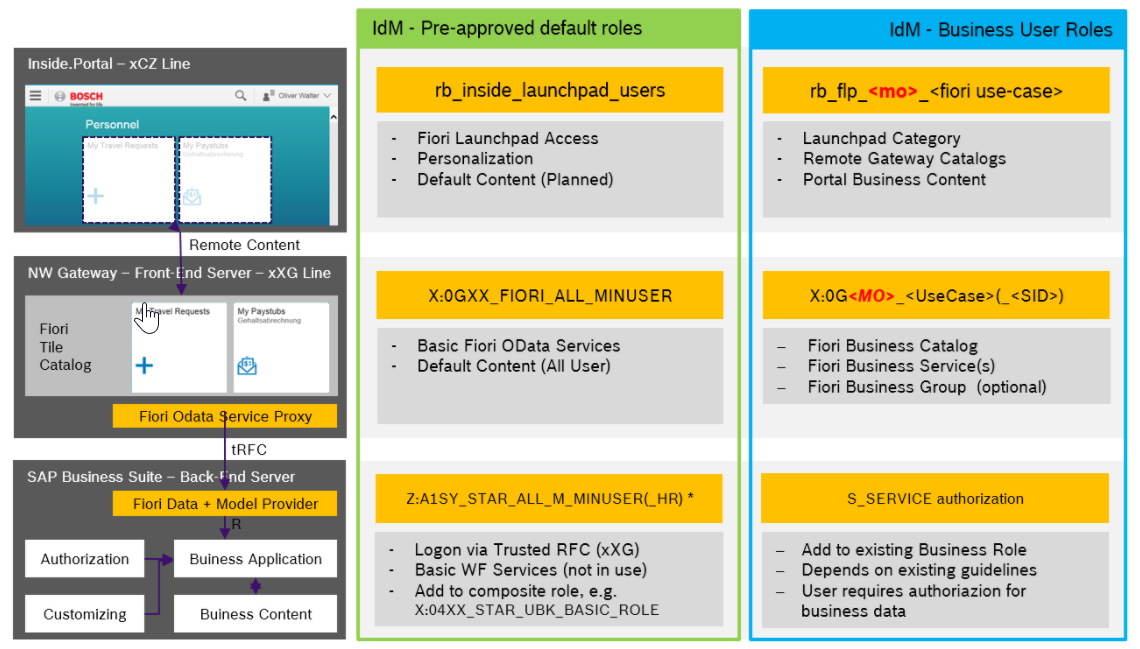 IdM - Pre-approved default roles
IdM - Business User Roles
Inside.Portal – xCZ Line
BOSCH
Invented for life
Oliver Walter
Personnel
My Travel Requests
My Paystubs
Gehaltsabrechnung
rb_inside_launchpad_users
- Fiori Launchpad Access
- Personalization
- Default Content (Planned)
rb_flp_<mo>_<fiori use-case>
- Launchpad Category
- Remote Gateway Catalogs
- Portal Business Content
Remote Content
NW Gateway – Front-End Server – xXG Line
Fiori
Tile
Catalog
My Travel Requests
My Paystubs
Gehaltsabrechnung
Fiori Odata Service Proxy
X:0GXX_FIORI_ALL_MINUSER
- Basic Fiori OData Services
- Default Content (All User)
X:0G<MO>_<UseCase>(_<SID>)
– Fiori Business Catalog
– Fiori Business Service(s)
– Fiori Business Group (optional)
tRFC
SAP Business Suite – Back-End Server
Fiori Data + Model Provider
R
Authorization
Buiness Application
Customizing
Buiness Content
Z:A1SY_STAR_ALL_M_MINUSER(_HR) *
- Logon via Trusted RFC (xXG)
- Basic WF Services (not in use)
- Add to composite role, e.g.
X:04XX_STAR_UBK_BASIC_ROLE
S_SERVICE authorization
– Add to existing Business Role
– Depends on existing guidelines
– User requires authoriazion for
business data